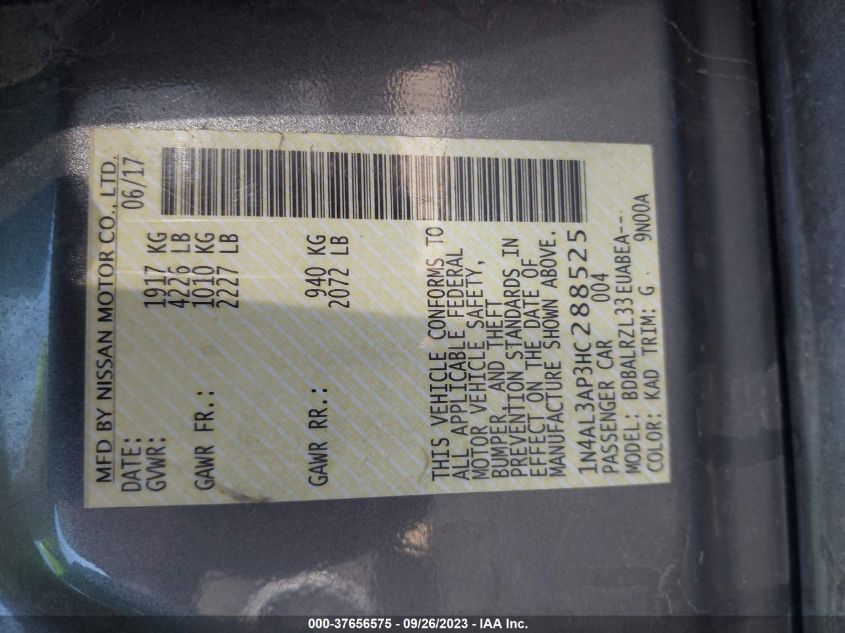 MFD BY NISSAN MOTOR CO., LTD.
DATE: 06/17
GVWR: 1917 KG
4226 LB
GAWR FR.: 1010 KG
2227 LB
GAWR RR.: 940 KG
2072 LB
THIS VEHICLE CONFORMS TO
ALL APPLICABLE FEDERAL
MOTOR VEHICLE SAFETY,
BUMPER, AND THEFT
PREVENTION STANDARDS IN
EFFECT ON THE DATE OF
MANUFACTURE SHOWN ABOVE.
1N4AL3AP3HC288525
PASSENGER CAR 004
MODEL: BDBALRZL33 EUABEA--
COLOR: KAD TRIM: G 9N00A
000-37656575 - 09/26/2023 - IAA Inc.